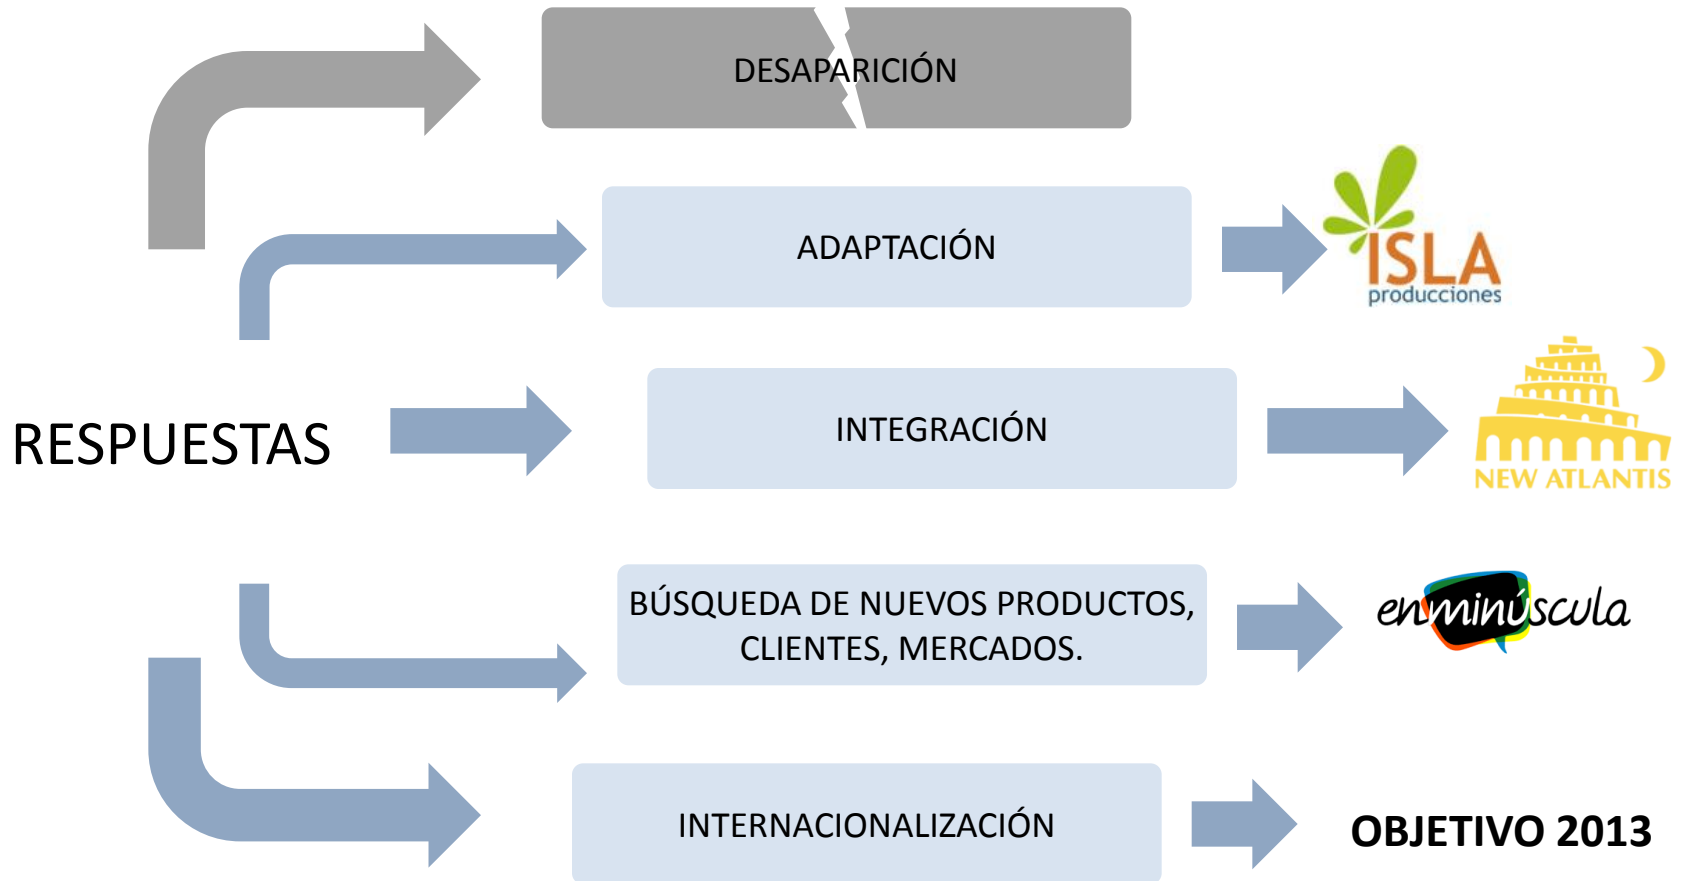 DESAPARICIÓN
ADAPTACIÓN
ISLA
producciones
RESPUESTAS
INTEGRACIÓN
NEW ATLANTIS
BÚSQUEDA DE NUEVOS PRODUCTOS,
CLIENTES, MERCADOS.
enminúscula
INTERNACIONALIZACIÓN
OBJETIVO 2013